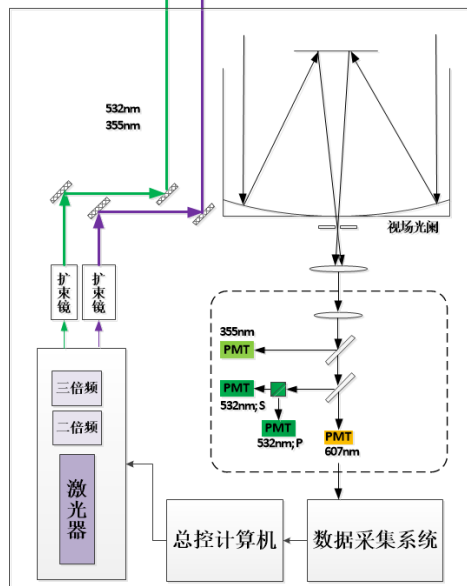 532nm
355nm
视场光阑
扩束镜
扩束镜
355nm
PMT
PMT
532nm; S
PMT
532nm; P
PMT
607nm
三倍频
二倍频
激光器
总控计算机
数据采集系统